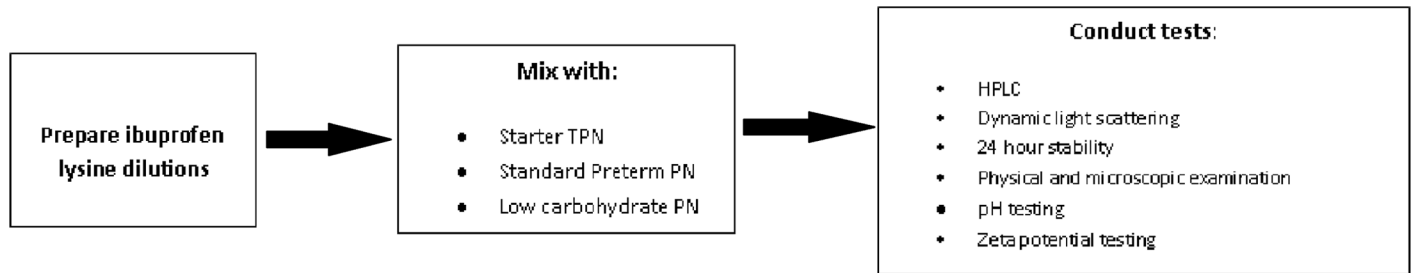 Prepare ibuprofen
lysine dilutions
Mix with:
• Starter TPN
• Standard Preterm PN
• Low carbohydrate PN
Conduct tests:
• HPLC
• Dynamic light scattering
• 24 hour stability
• Physical and microscopic examination
• pH testing
• Zeta potential testing